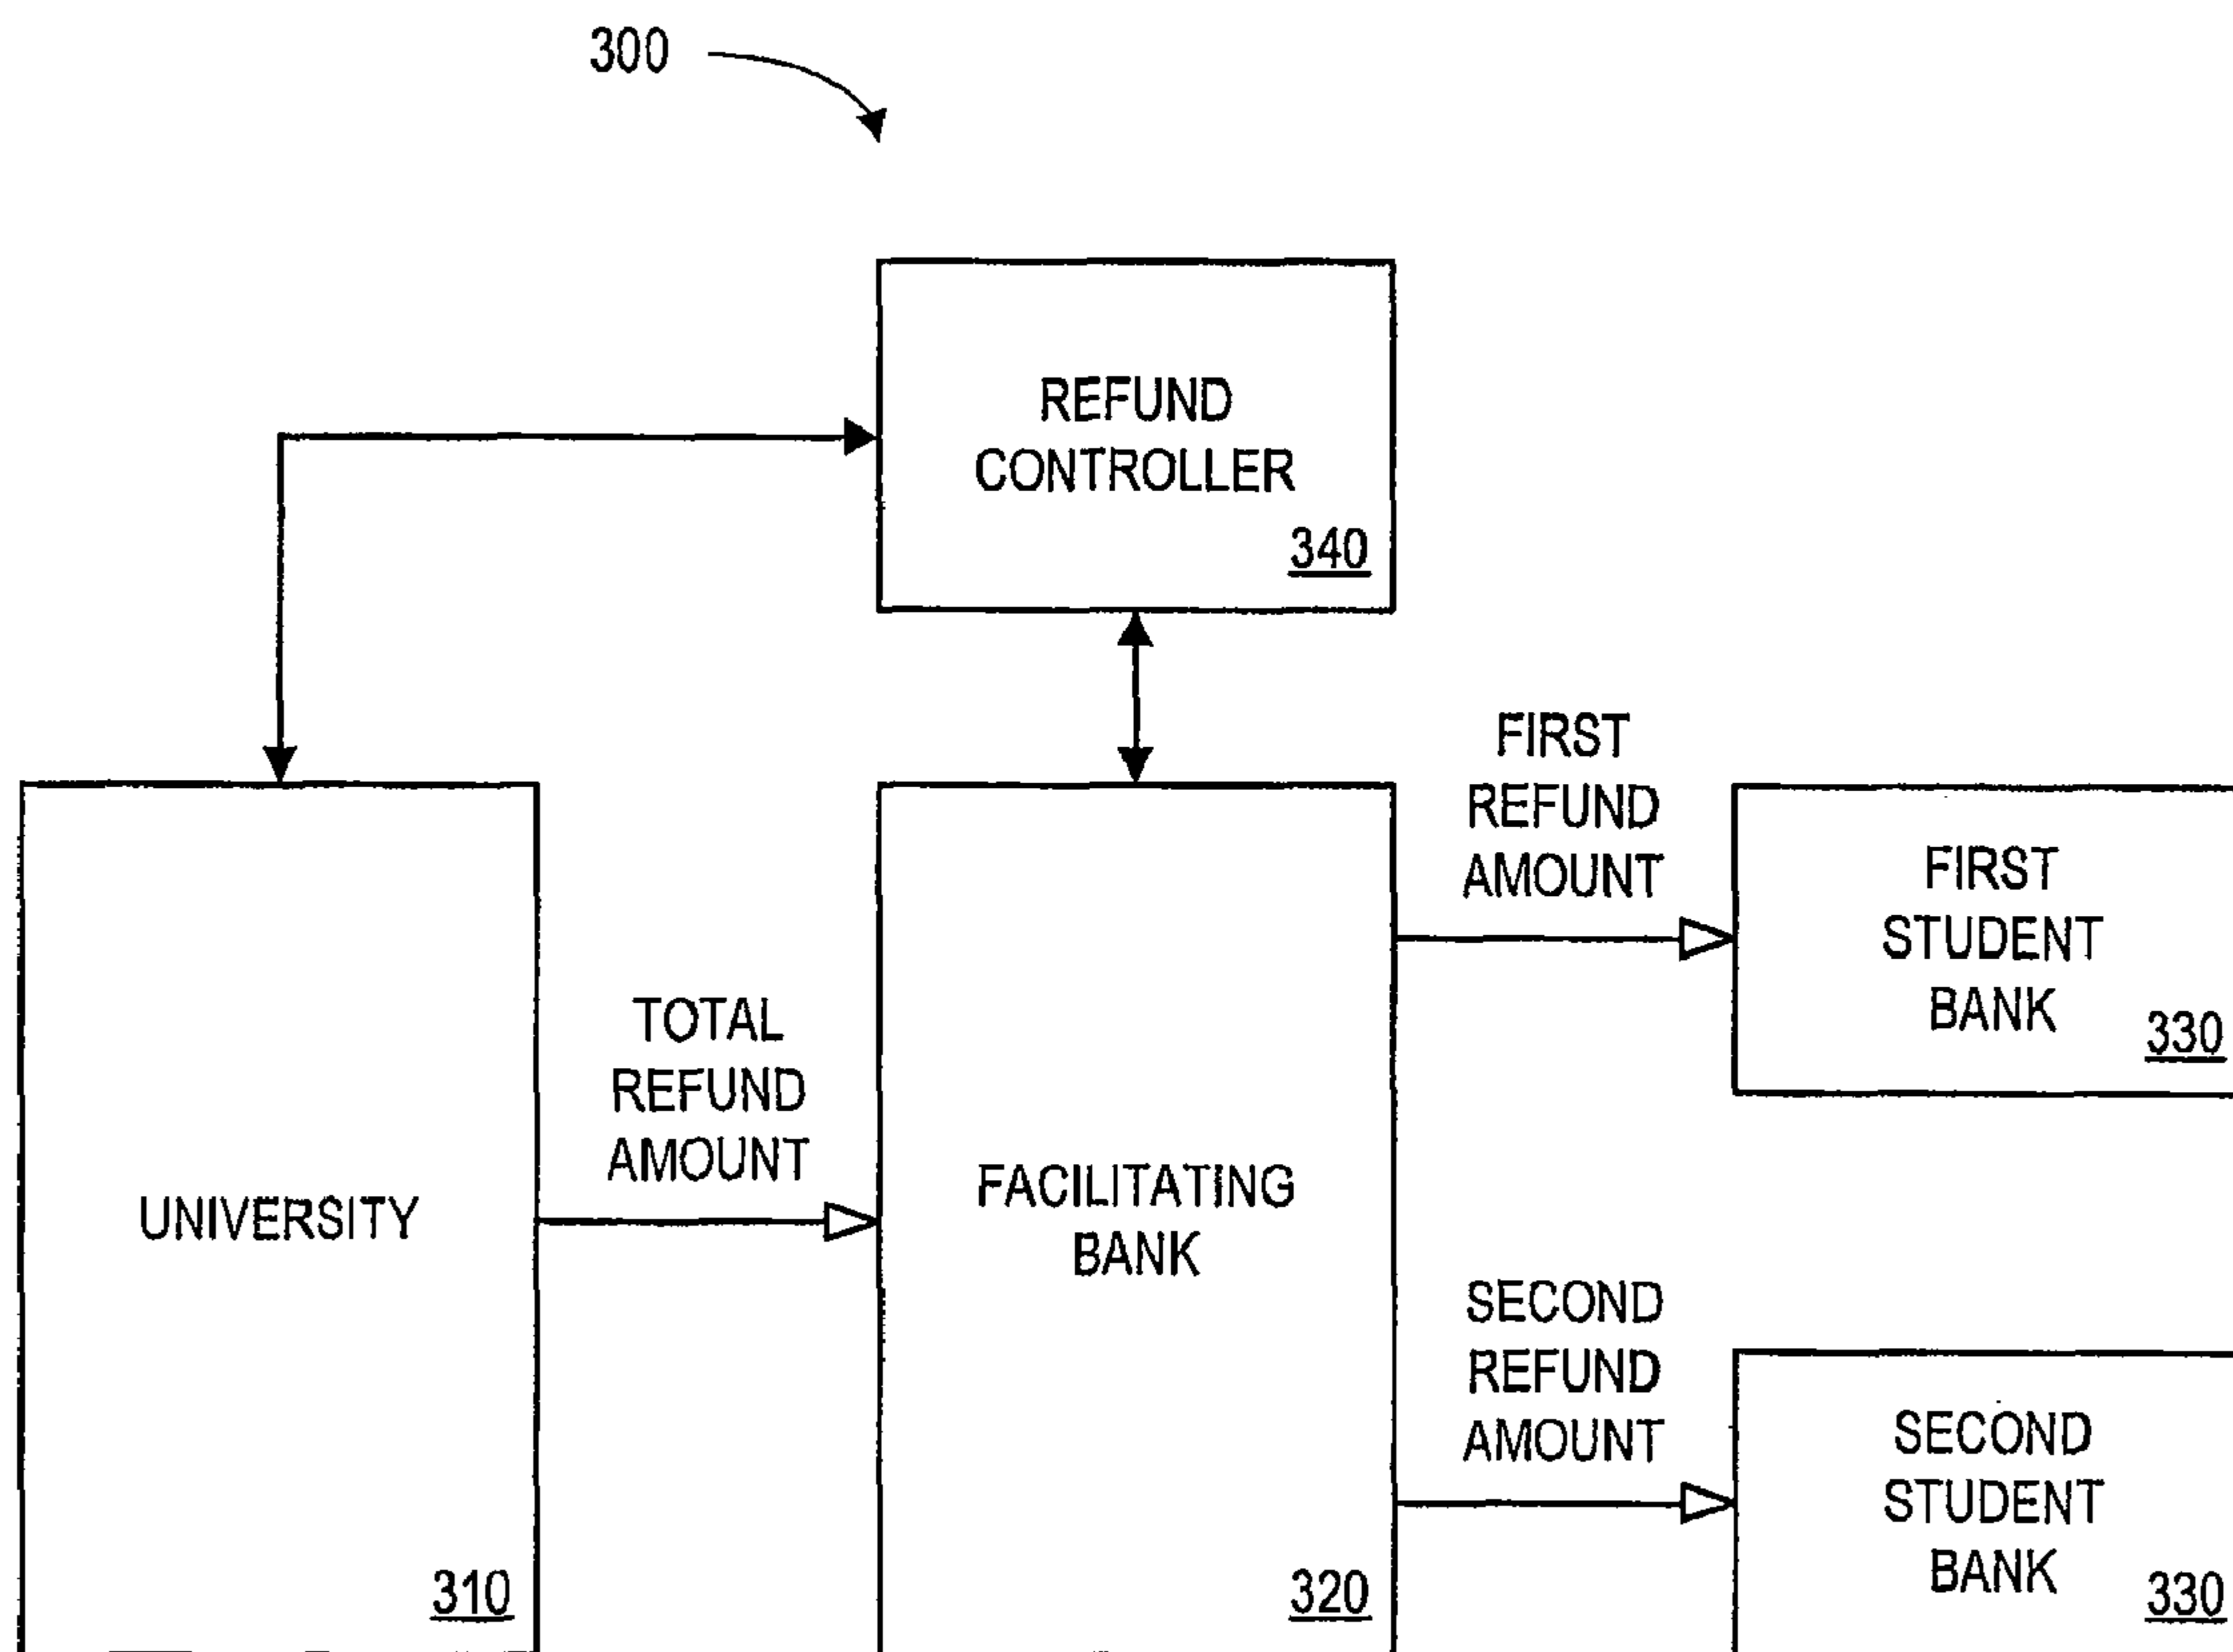 300
REFUND
CONTROLLER
340
FIRST
REFUND
AMOUNT
FIRST
STUDENT
BANK
330
TOTAL
REFUND
AMOUNT
UNIVERSITY
310
FACILITATING
BANK
320
SECOND
REFUND
AMOUNT
SECOND
STUDENT
BANK
330